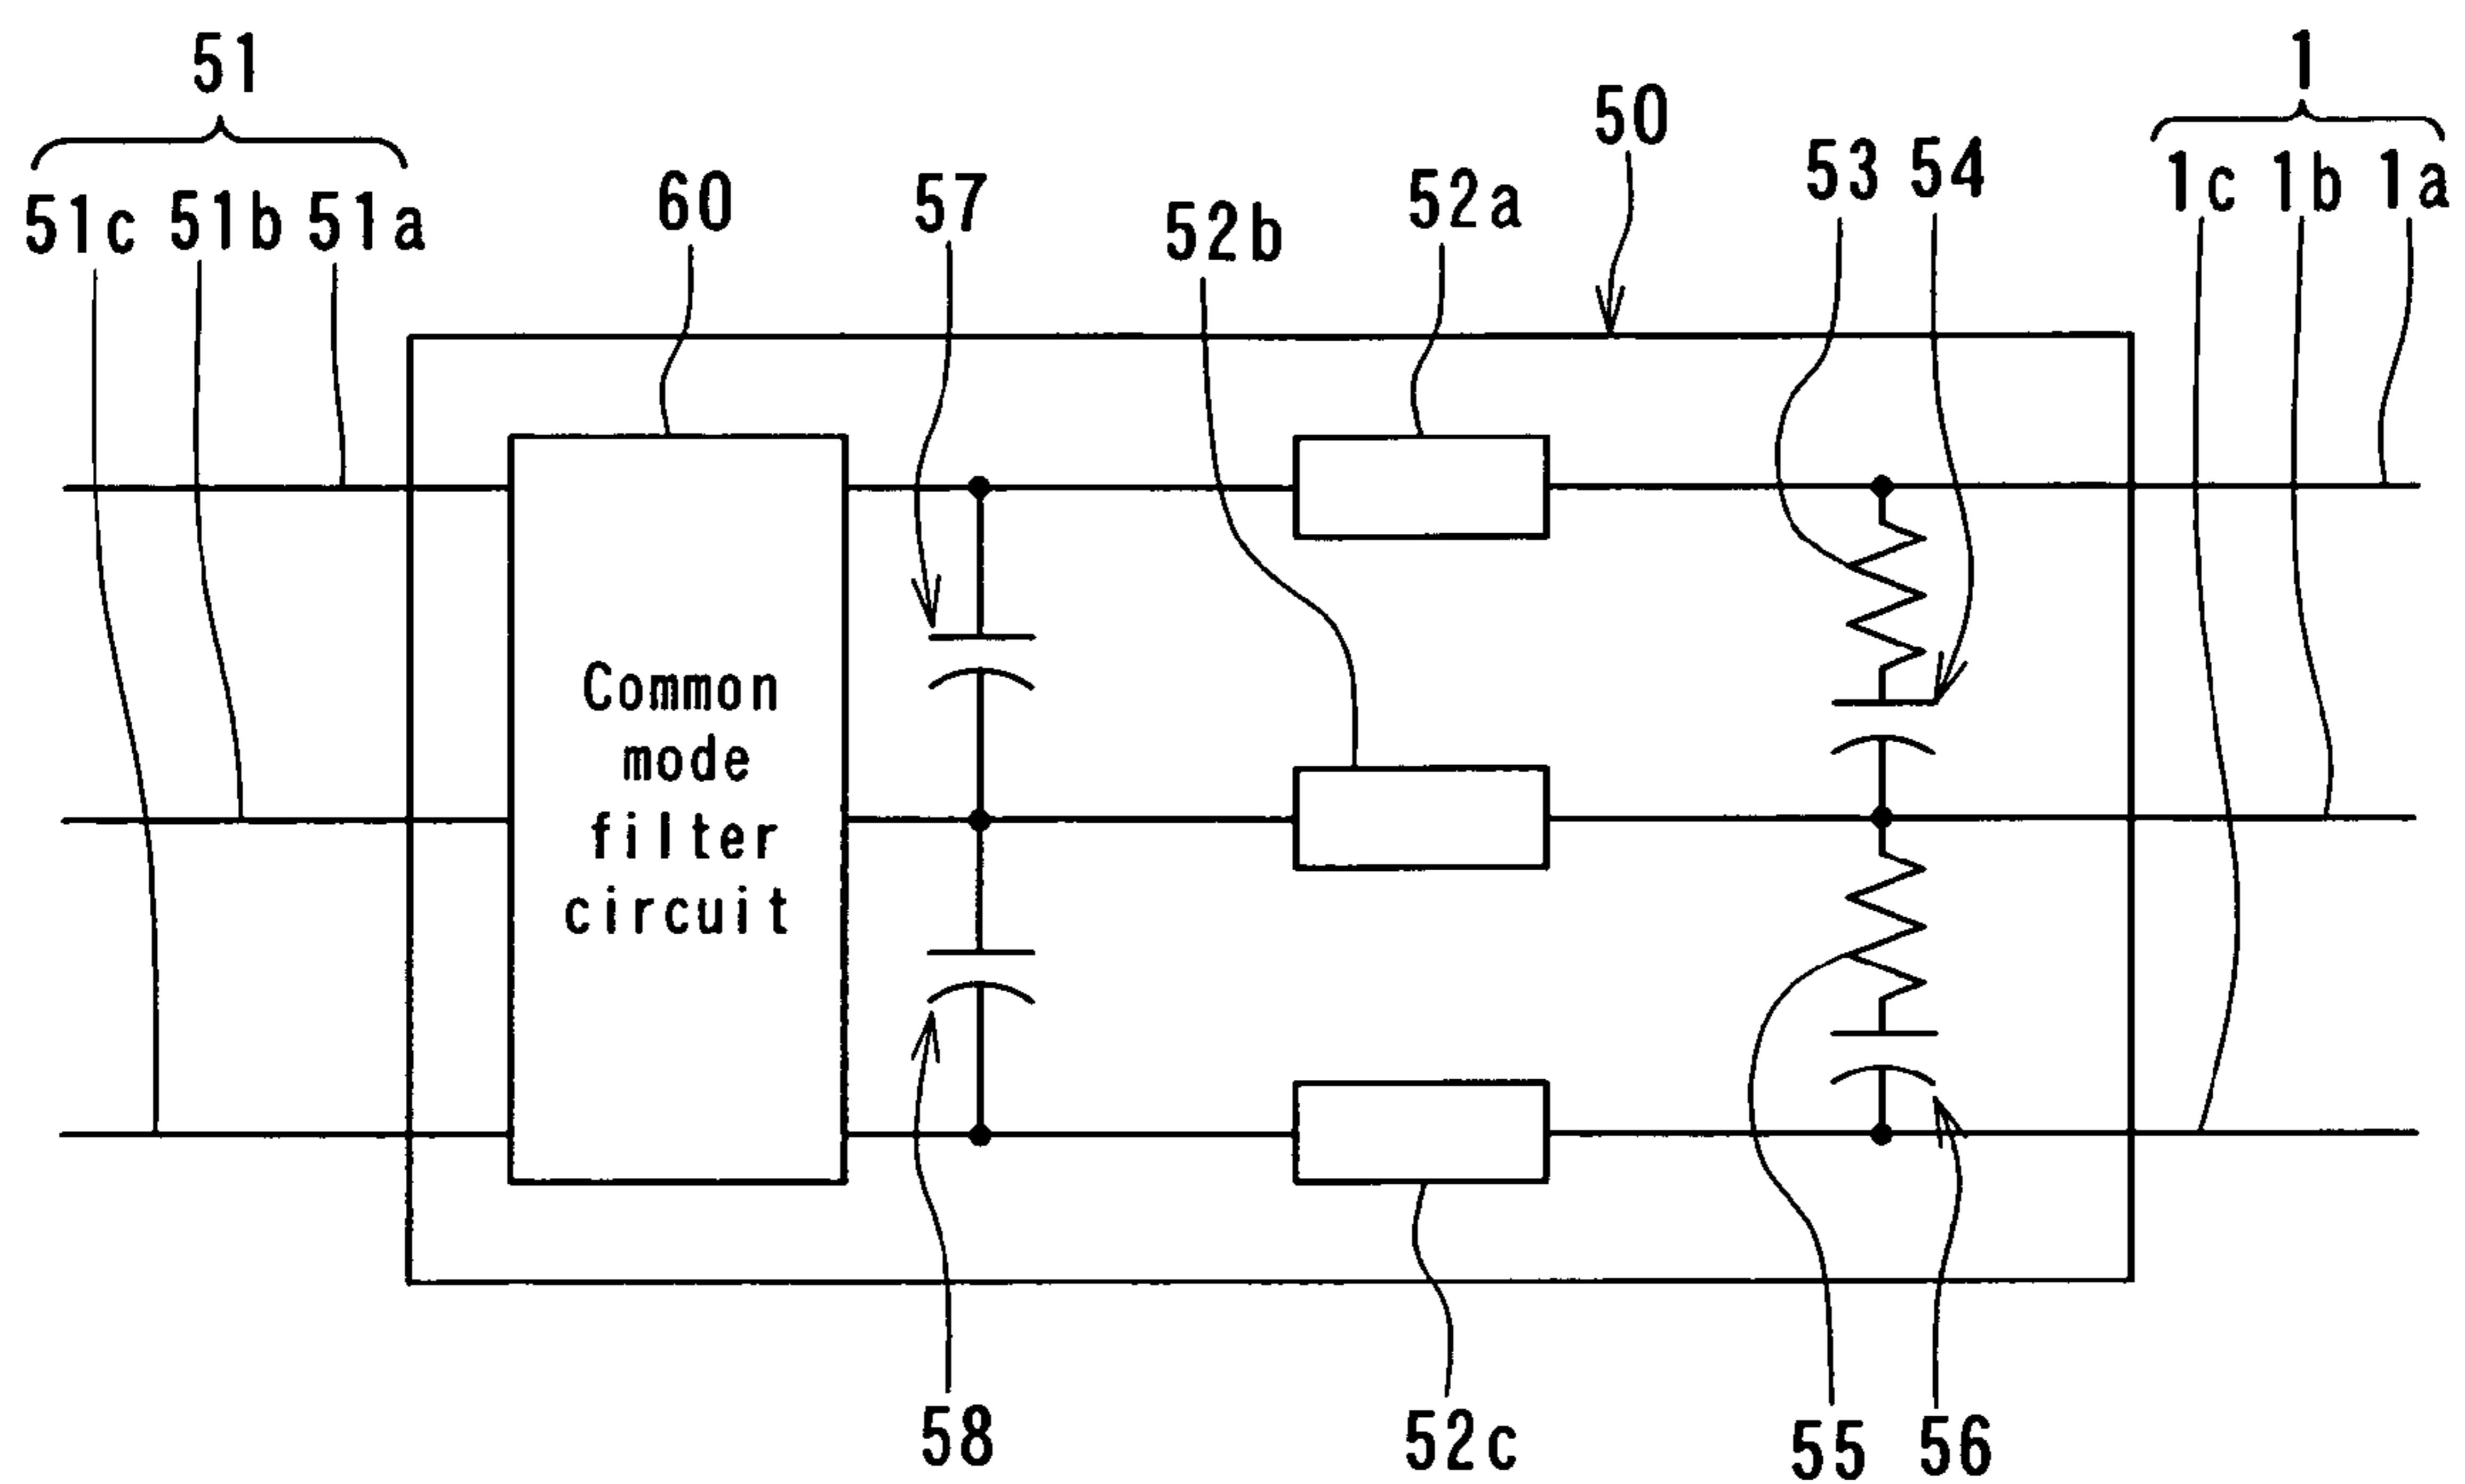 51
1
50
51c 51b 51a
60
57
52b
52a
53 54
1c 1b 1a
Common
mode
filter
circuit
58
52c
55 56